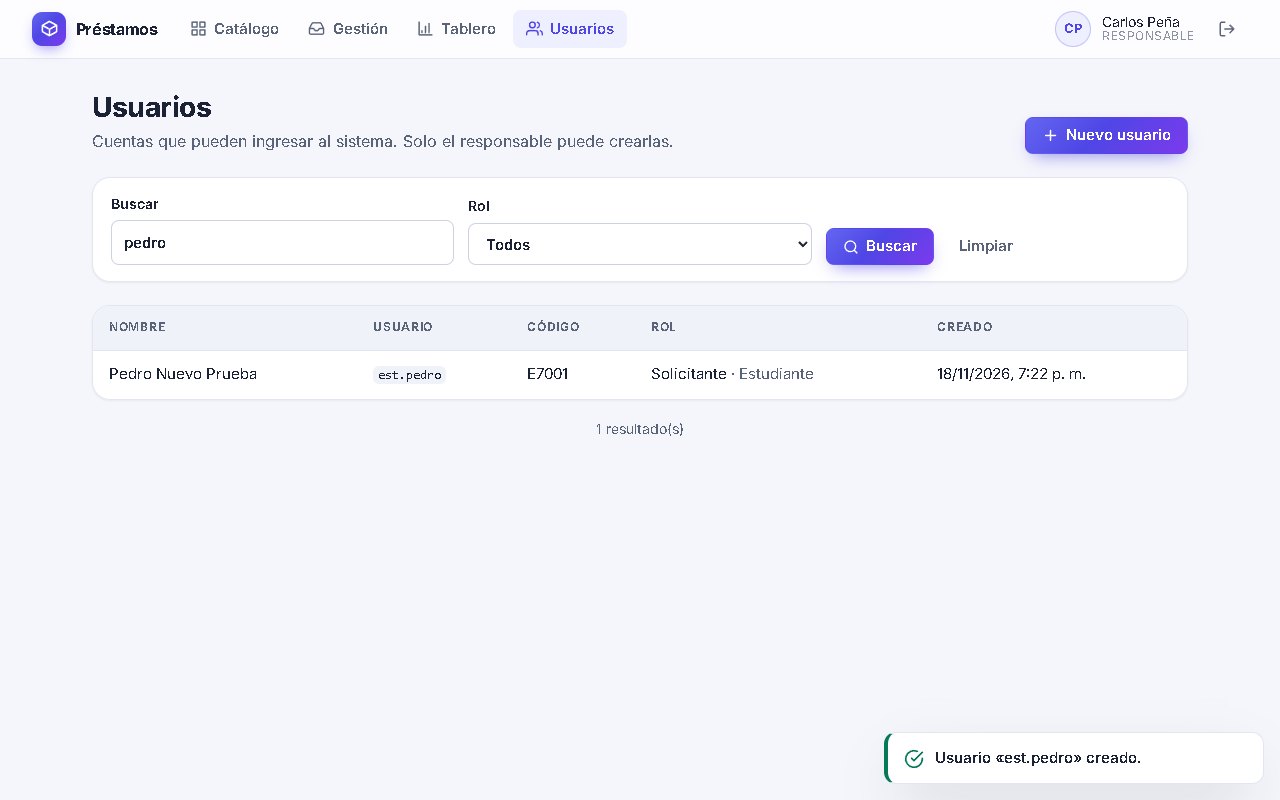 Préstamos Catálogo Gestión Tablero Usuarios CP Carlos Peña
RESPONSABLE
Usuarios
Cuentas que pueden ingresar al sistema. Solo el responsable puede crearlas.
Nuevo usuario
Buscar Rol
pedro Todos Buscar Limpiar
NOMBRE USUARIO CÓDIGO ROL CREADO
Pedro Nuevo Prueba est.pedro E7001 Solicitante · Estudiante 18/11/2026, 7:22 p. m.
1 resultado(s)
Usuario «est.pedro» creado.